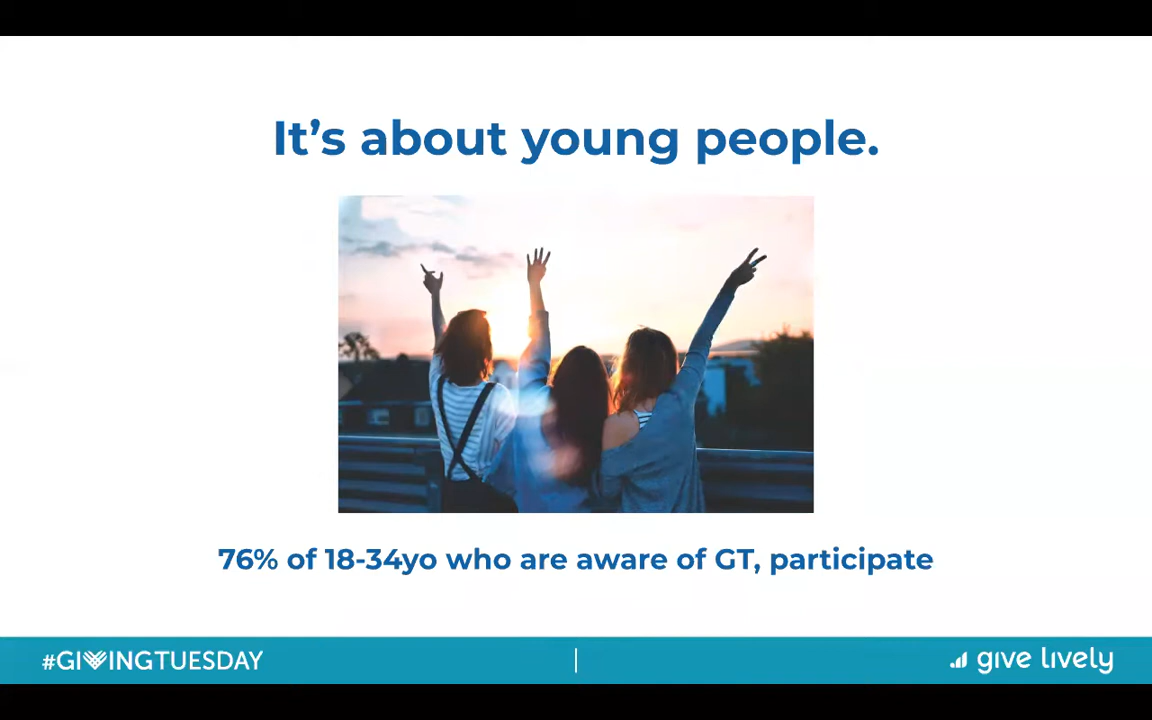 It's about young people.
76% of 18-34yo who are aware of GT, participate
#GIVINGTUESDAY
give lively